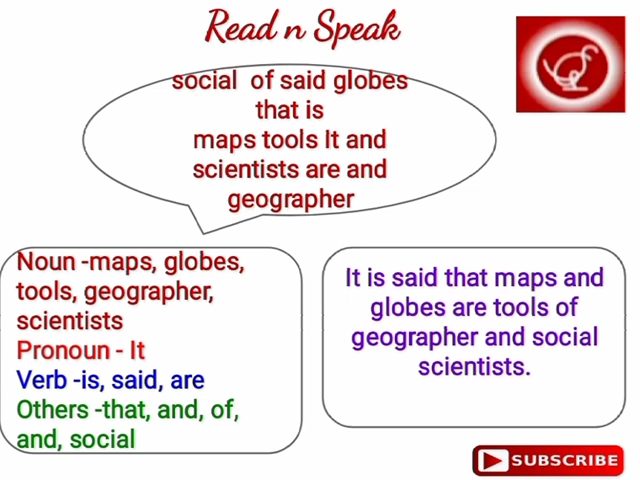 Read n Speak
social of said globes
that is
maps tools It and
scientists are and
geographer
Noun -maps, globes,
tools, geographer,
scientists
Pronoun - It
Verb -is, said, are
Others -that, and, of,
and, social
It is said that maps and
globes are tools of
geographer and social
scientists.
SUBSCRIBE